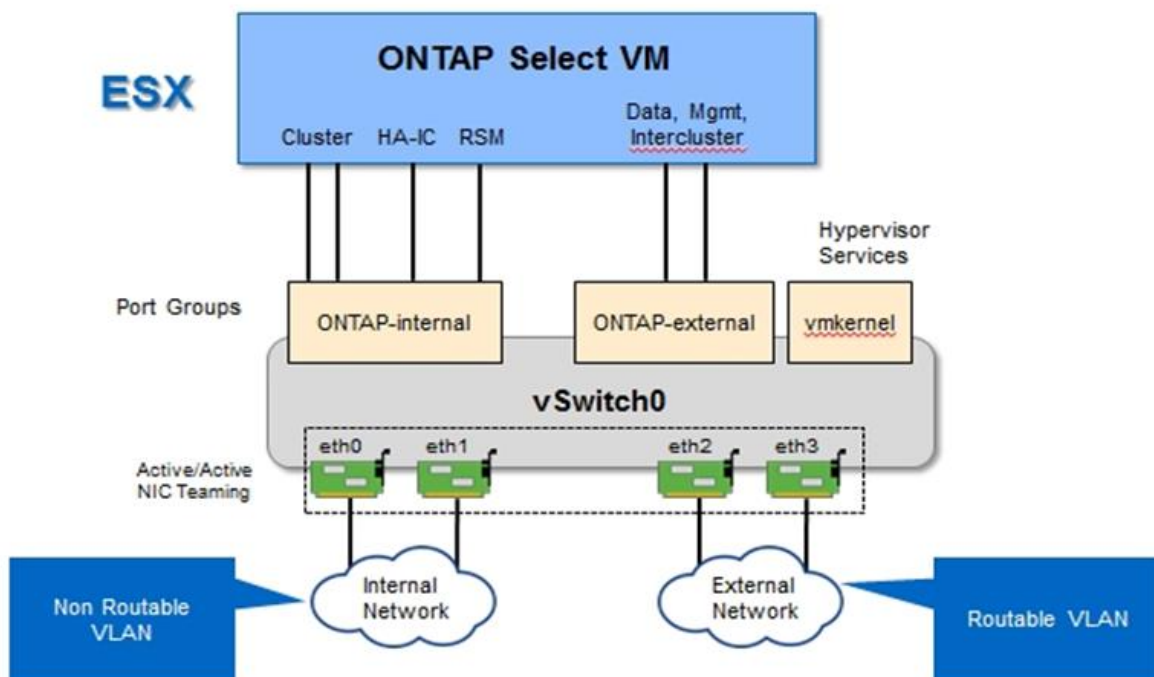 ONTAP Select VM
ESX
Data, Mgmt,
Intercluster
Cluster HA-IC RSM
Hypervisor
Services
Port Groups
ONTAP-internal
ONTAP-external
vmkernel
vSwitch0
eth0 eth1 eth2 eth3
Active/Active
NIC Teaming
Internal
Network
External
Network
Non Routable
VLAN
Routable VLAN